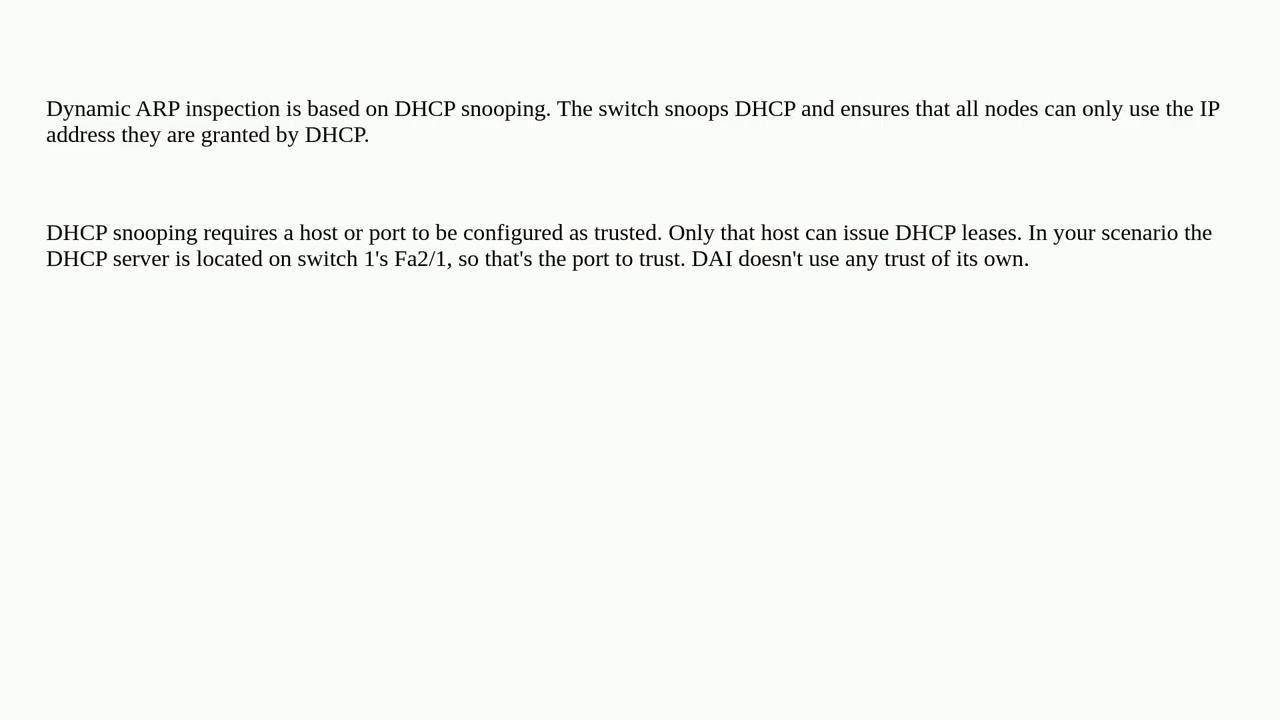 Dynamic ARP inspection is based on DHCP snooping. The switch snoops DHCP and ensures that all nodes can only use the IP
address they are granted by DHCP.
DHCP snooping requires a host or port to be configured as trusted. Only that host can issue DHCP leases. In your scenario the
DHCP server is located on switch 1's Fa2/1, so that's the port to trust. DAI doesn't use any trust of its own.